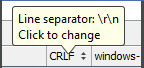 Line separator: \r\n
Click to change
CRLF windows-